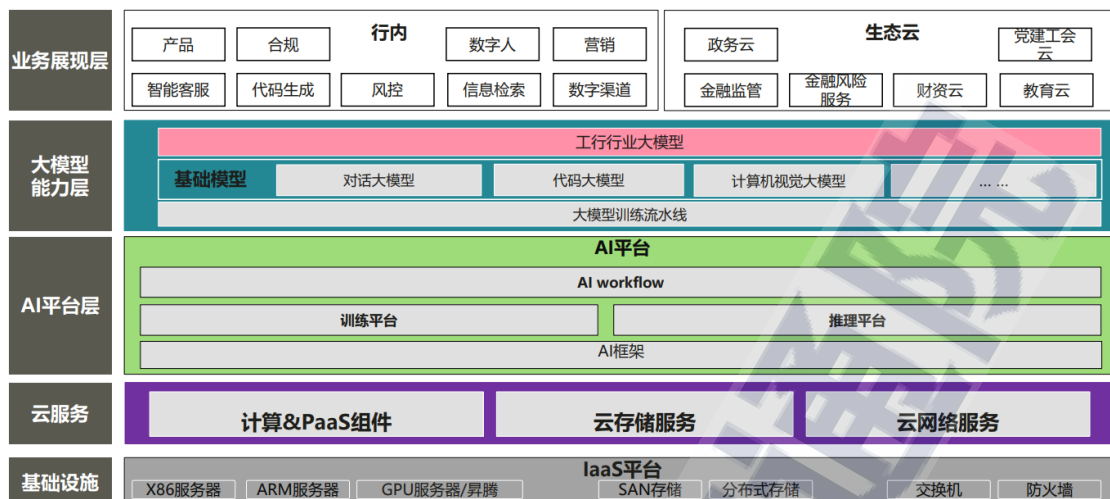 业务展现层
行内
产品
合规
数字人
营销
智能客服
代码生成
风控
信息检索
数字渠道
生态云
政务云
党建工会
云
金融监管
金融风险
服务
财资云
教育云
大模型
能力层
工行行业大模型
基础模型
对话大模型
代码大模型
计算机视觉大模型
... ...
大模型训练流水线
AI平台层
AI平台
AI workflow
训练平台
推理平台
AI框架
云服务
计算&PaaS组件
云存储服务
云网络服务
基础设施
IaaS平台
X86服务器
ARM服务器
GPU服务器/昇腾
SAN存储
分布式存储
交换机
防火墙